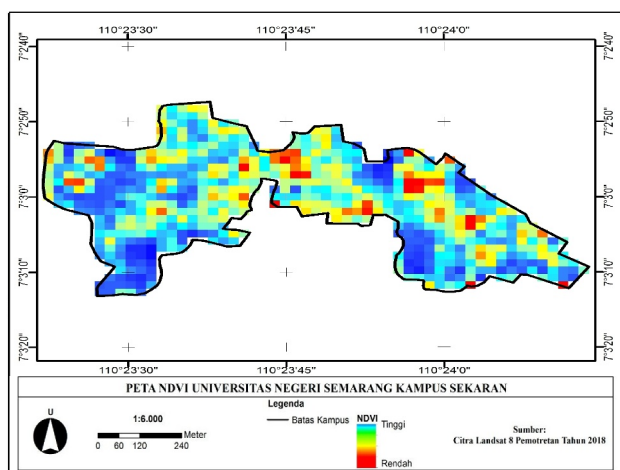 110°23'30" 110°23'45" 110°24'0"
7°2'40" 7°2'40"
7°2'50" 7°2'50"
7°3'0" 7°3'0"
7°3'10" 7°3'10"
7°3'20" 7°3'20"
110°23'30" 110°23'45" 110°24'0"
PETA NDVI UNIVERSITAS NEGERI SEMARANG KAMPUS SEKARAN
U
1:6.000
Meter
0 60 120 240
Legenda
Batas Kampus
NDVI
Tinggi
Rendah
Sumber:
Citra Landsat 8 Pemotretan Tahun 2018